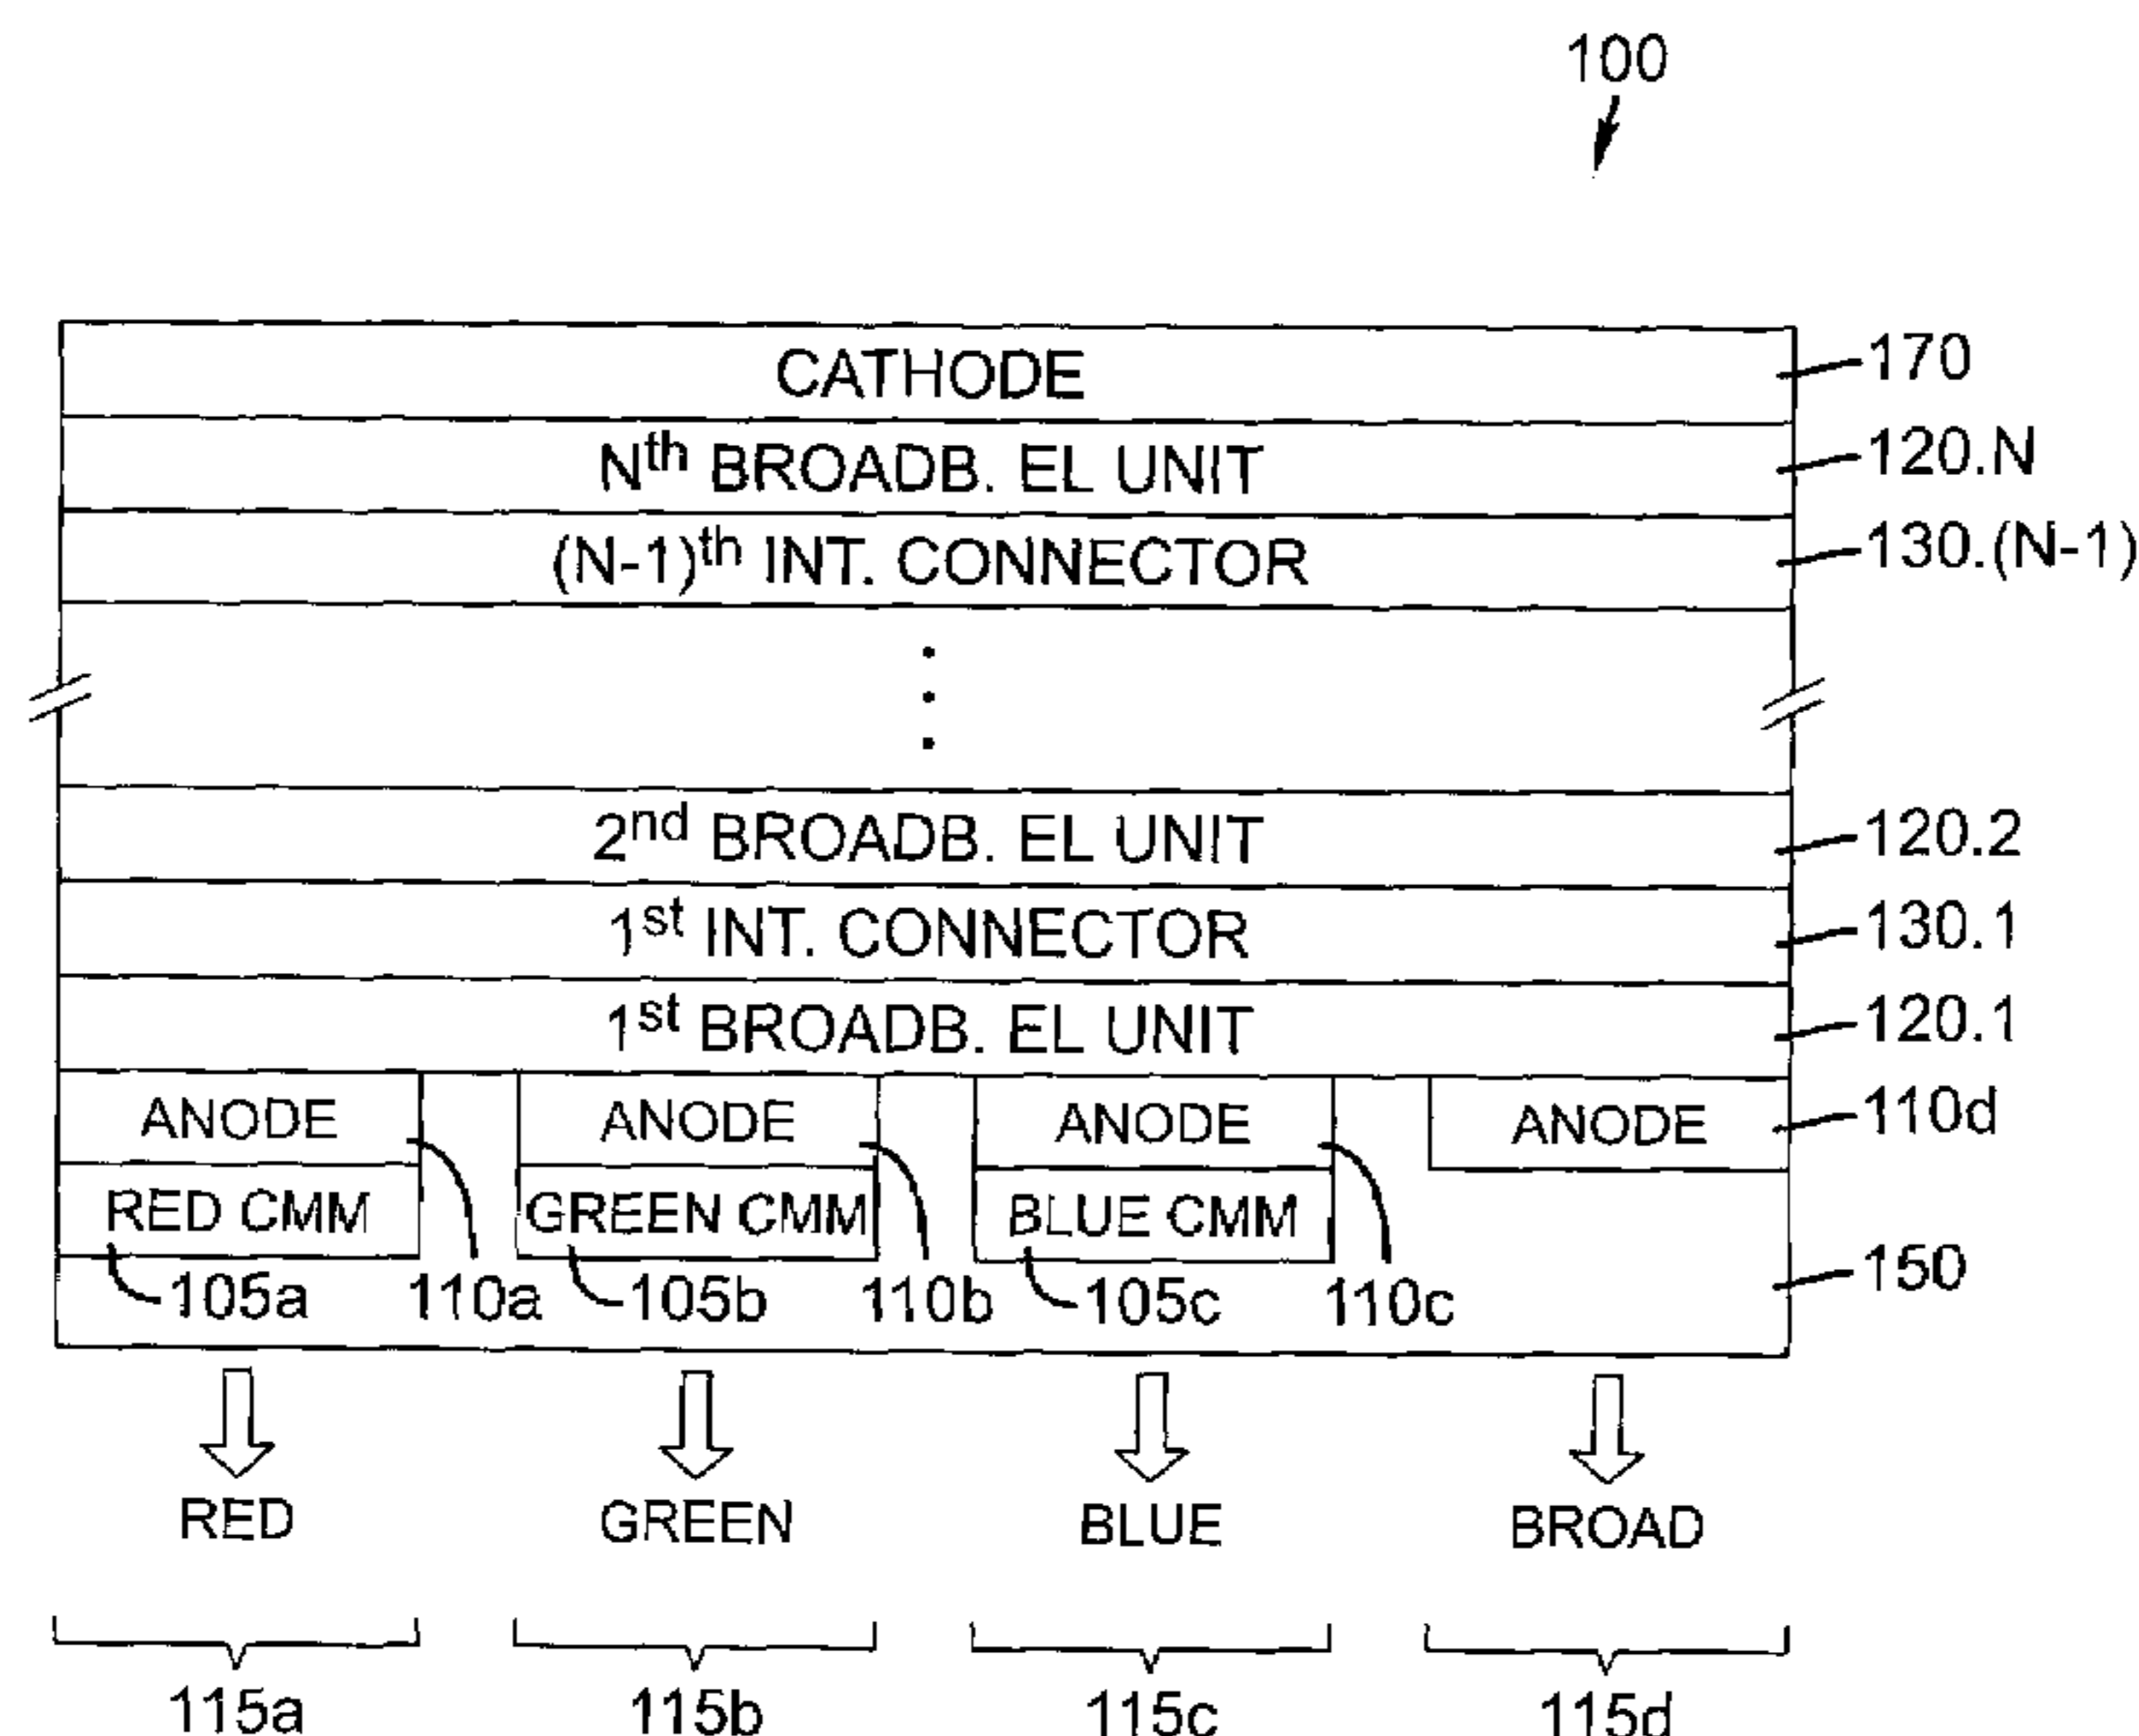 100
CATHODE 170
Nth BROADB. EL UNIT 120.N
(N-1)th INT. CONNECTOR 130.(N-1)
2nd BROADB. EL UNIT 120.2
1st INT. CONNECTOR 130.1
1st BROADB. EL UNIT 120.1
ANODE ANODE ANODE ANODE 110d
RED CMM GREEN CMM BLUE CMM
150
105a 110a 105b 110b 105c 110c
RED GREEN BLUE BROAD
115a 115b 115c 115d